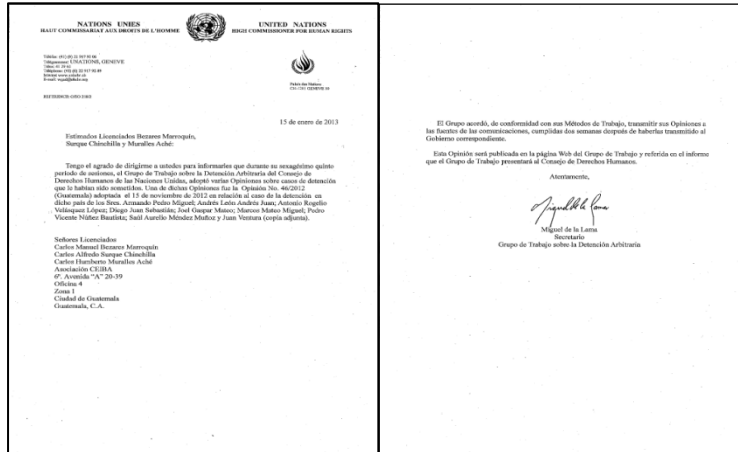 NATIONS UNIES
HAUT COMMISSARIAT AUX DROITS DE L'HOMME
UNITED NATIONS
HIGH COMMISSIONER FOR HUMAN RIGHTS
UNATIONS, GENEVE
15 de enero de 2013
Estimados Licenciados Bezares Marroquín,
Surque Chinchilla y Muralles Aché:
Tengo el agrado de dirigirme a ustedes para informarles que durante su sexagésimo quinto
período de sesiones, el Grupo de Trabajo sobre la Detención Arbitraria del Consejo de
Derechos Humanos de las Naciones Unidas, adoptó varias Opiniones sobre casos de detención
que le habían sido sometidos. Una de dichas Opiniones fue la Opinión No. 46/2012
(Guatemala) adoptada el 15 de noviembre de 2012 en relación al caso de la detención en
dicho país de los Sres. Armando Pedro Miguel; Andrés León Andrés Juan; Antonio Rogelio
Velásquez López; Diego Juan Sebastián; Joel Gaspar Mateo; Marcos Mateo Miguel; Pedro
Vicente Núñez Bautista; Saúl Aurelio Méndez Muñoz y Juan Ventura (copia adjunta).
Señores Licenciados
Carlos Manuel Bezares Marroquín
Carlos Alfredo Surque Chinchilla
Carlos Humberto Muralles Aché
Asociación CEIBA
6ª. Avenida "A" 20-39
Oficina 4
Zona 1
Ciudad de Guatemala
Guatemala, C.A.
El Grupo acordó, de conformidad con sus Métodos de Trabajo, transmitir sus Opiniones a
las fuentes de las comunicaciones, cumplidas dos semanas después de haberlas transmitido al
Gobierno correspondiente.
Esta Opinión será publicada en la página Web del Grupo de Trabajo y referida en el informe
que el Grupo de Trabajo presentará al Consejo de Derechos Humanos.
Atentamente,
Miguel de la Lama
Miguel de la Lama
Secretario
Grupo de Trabajo sobre la Detención Arbitraria